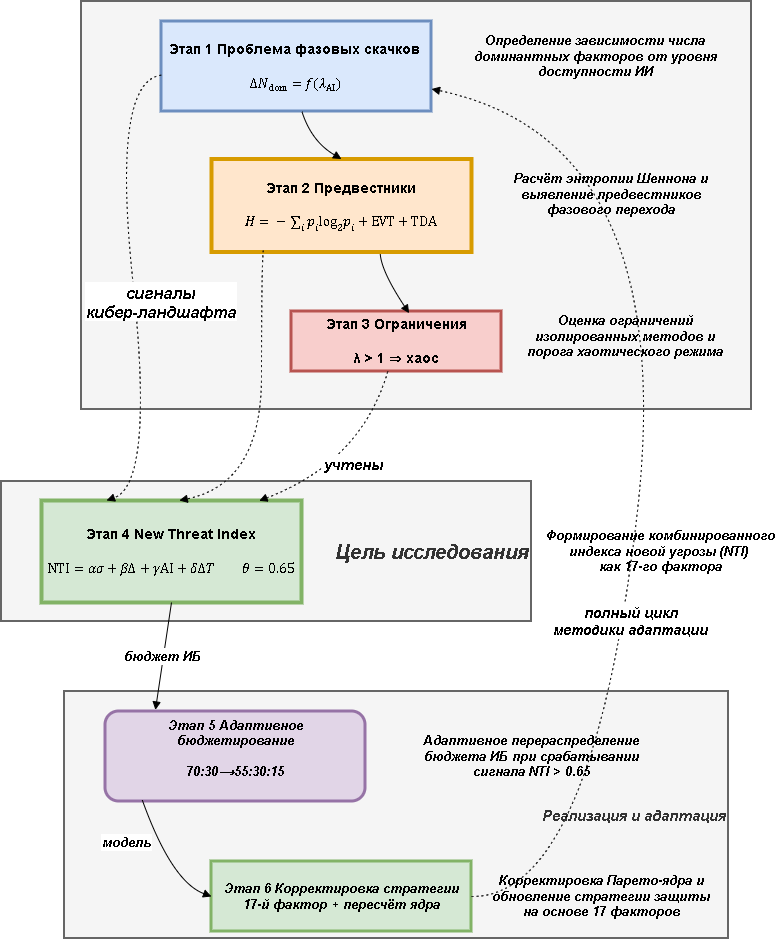 Этап 1 Проблема фазовых скачков
ΔN_dom = f(λ_AI)
Определение зависимости числа
доминантных факторов от уровня
доступности ИИ
Этап 2 Предвестники
H = − ∑_i p_i log_2 p_i + EVT + TDA
Расчёт энтропии Шеннона и
выявление предвестников
фазового перехода
сигналы
кибер-ландшафта
Этап 3 Ограничения
λ > 1 ⇒ хаос
Оценка ограничений
изолированных методов и
порога хаотического режима
учтены
Этап 4 New Threat Index
NTI = ασ + βΔ + γAI + δΔT θ = 0.65
Цель исследования
Формирование комбинированного
индекса новой угрозы (NTI)
как 17-го фактора
полный цикл
методики адаптации
бюджет ИБ
Этап 5 Адаптивное
бюджетирование
70:30→55:30:15
Адаптивное перераспределение
бюджета ИБ при срабатывании
сигнала NTI > 0.65
Реализация и адаптация
модель
Этап 6 Корректировка стратегии
17-й фактор + пересчёт ядра
Корректировка Парето-ядра и
обновление стратегии защиты
на основе 17 факторов